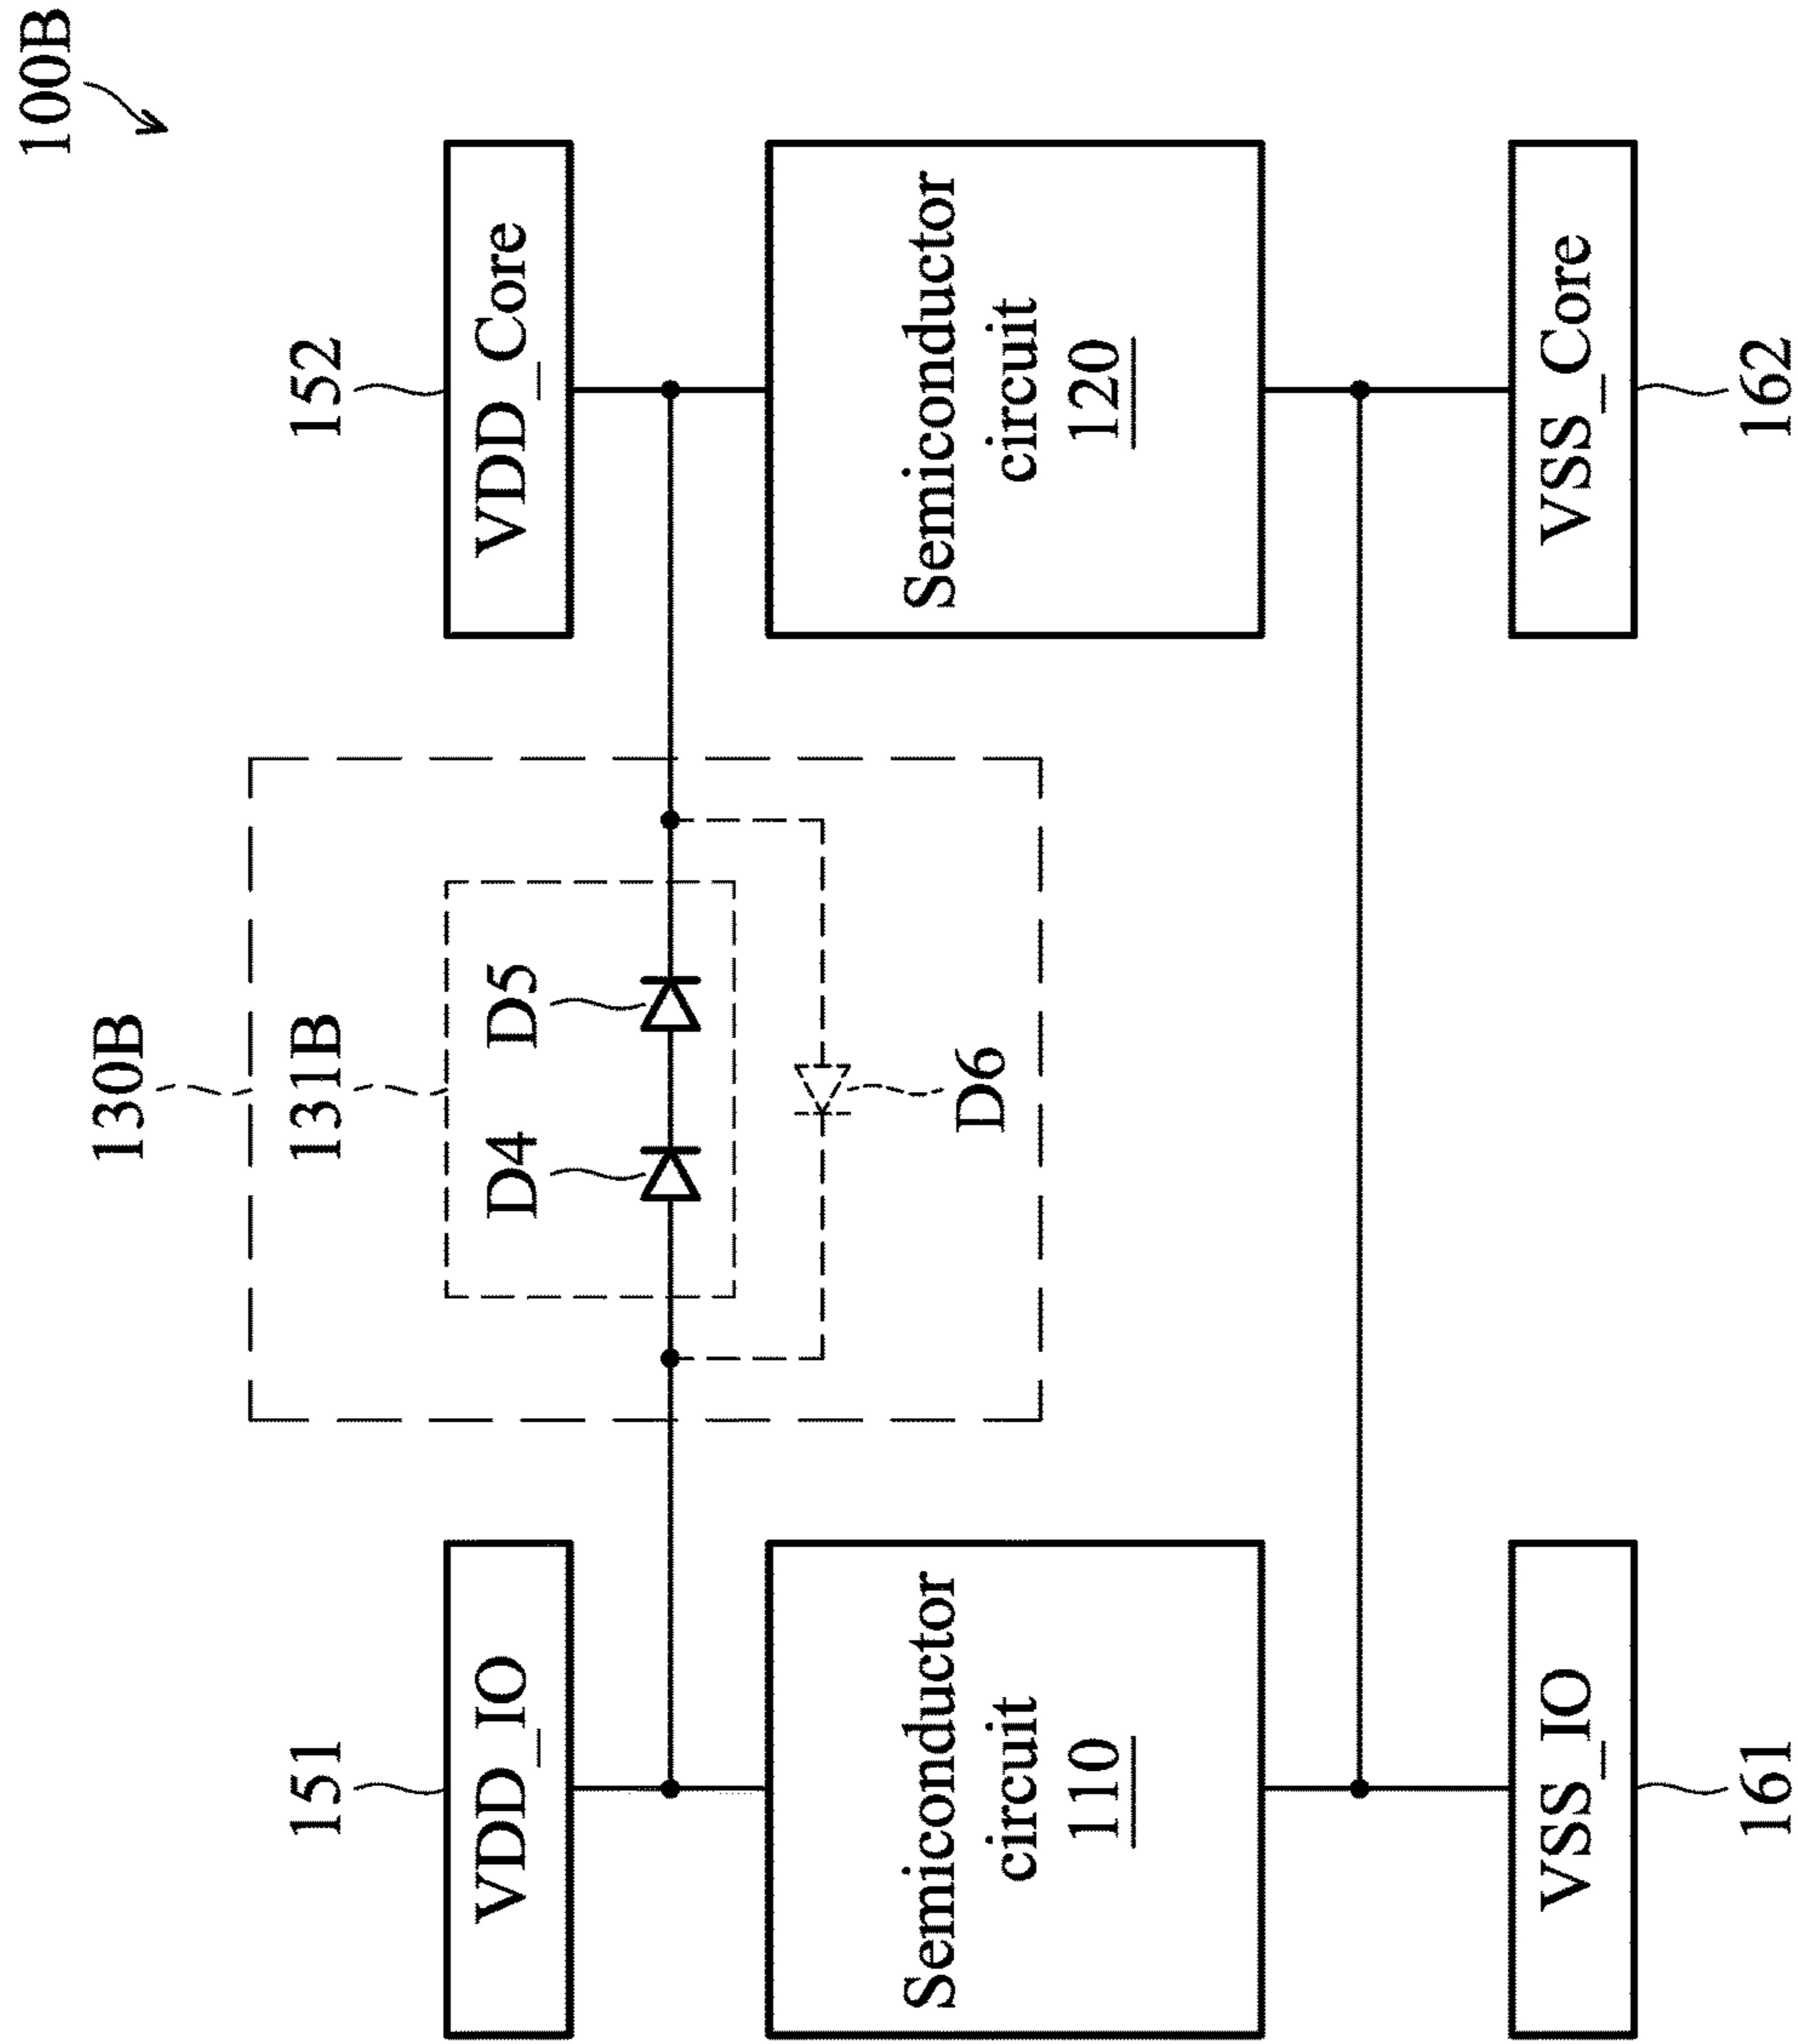 100B
130B
131B
151
152
VDD_IO
VDD_Core
D4
D5
D6
Semiconductor
circuit
110
Semiconductor
circuit
120
VSS_IO
VSS_Core
161
162